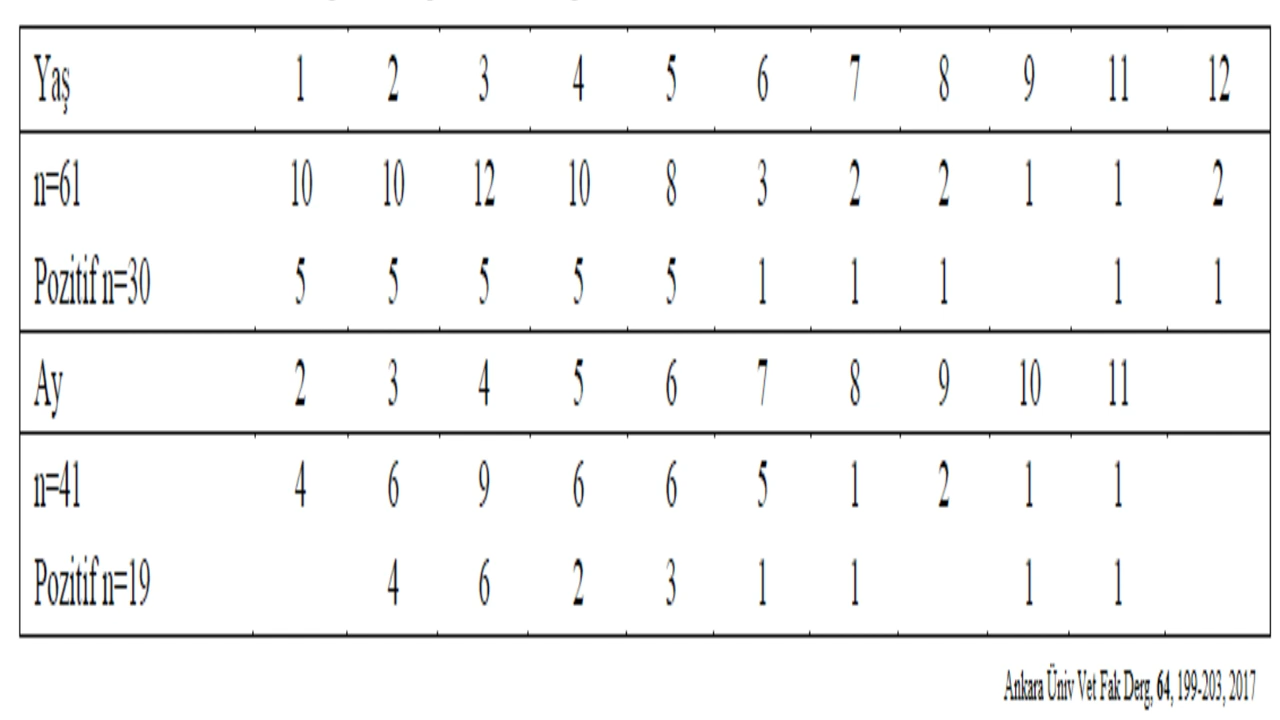 Yaş 1 2 3 4 5 6 7 8 9 11 12
n=61 10 10 12 10 8 3 2 2 1 1 2
Pozitif n=30 5 5 5 5 5 1 1 1 1 1
Ay 2 3 4 5 6 7 8 9 10 11
n=41 4 6 9 6 6 5 1 2 1 1
Pozitif n=19 4 6 2 3 1 1 1 1
Ankara Üniv Vet Fak Derg, 64, 199-203, 2017